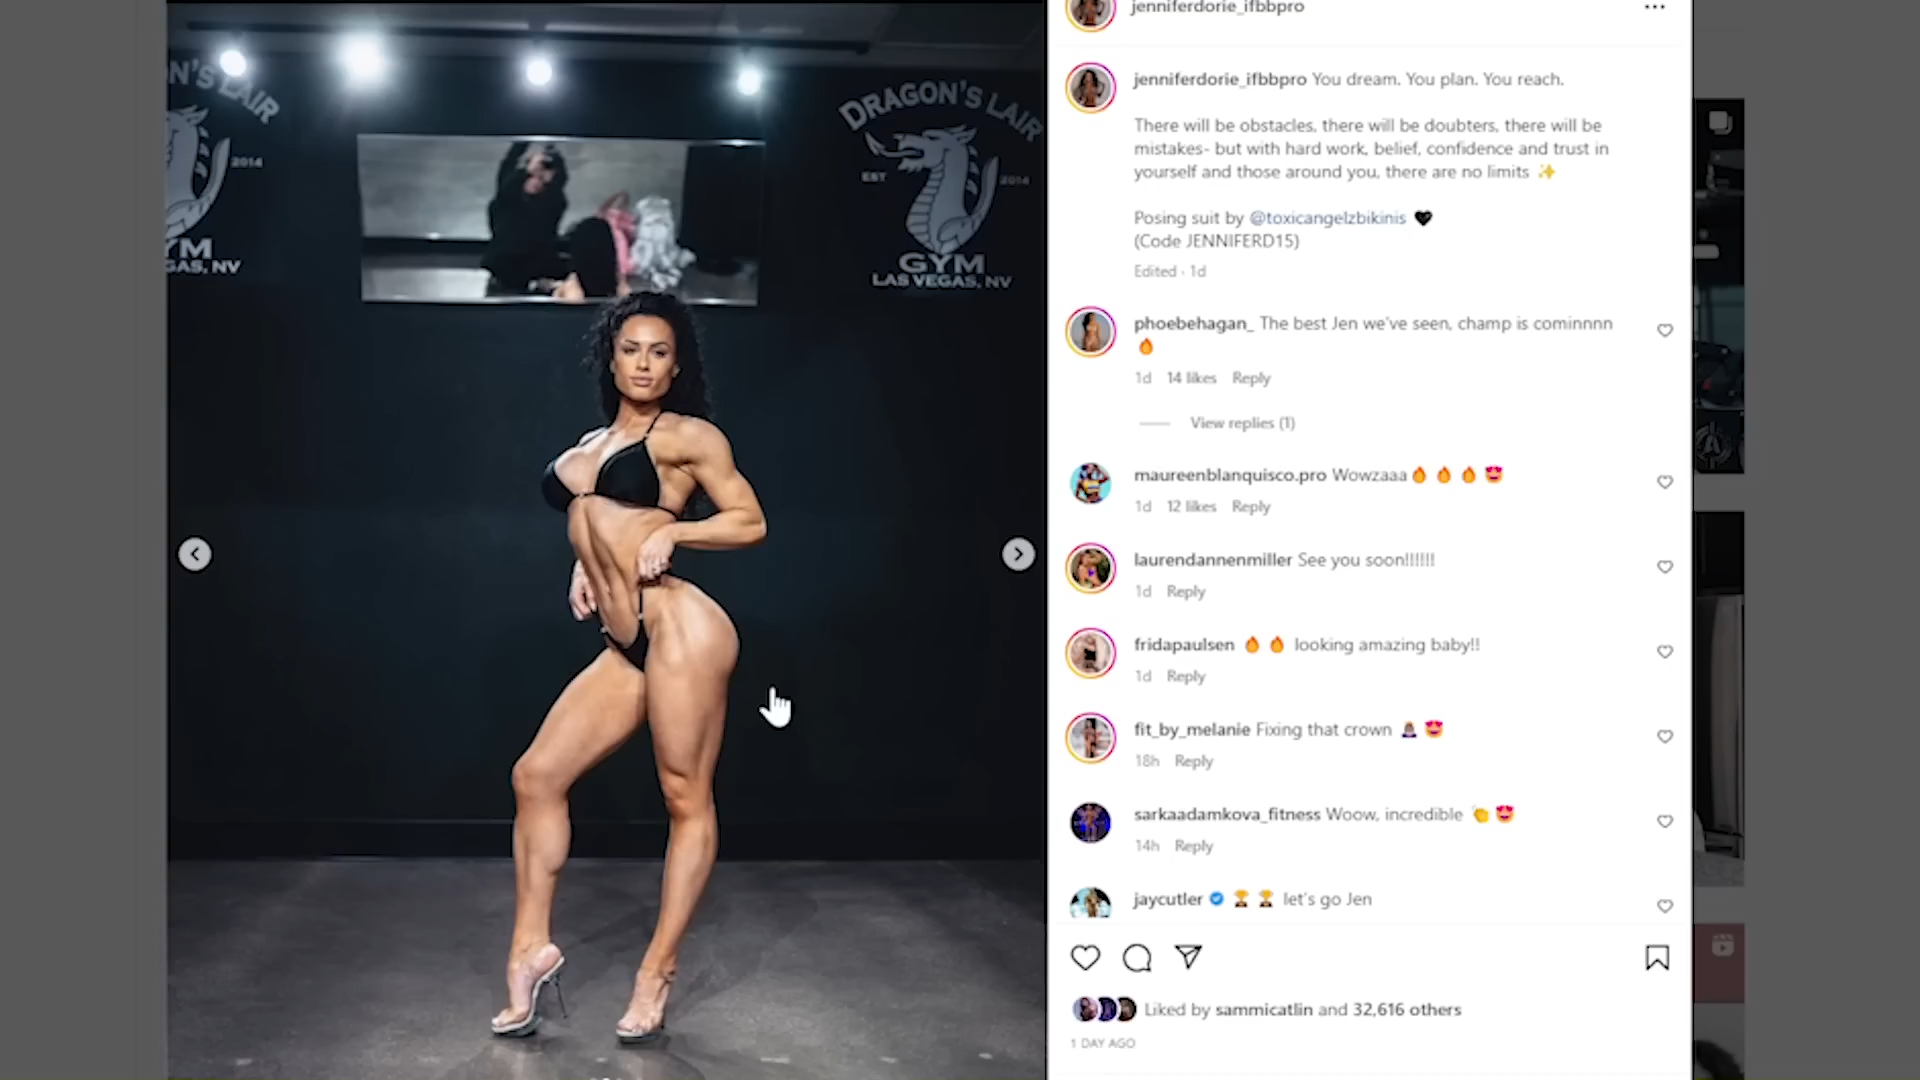 N'S LAIR
2014
YM
GAS, NV
DRAGON'S LAIR
EST
2014
GYM
LAS VEGAS, NV
jenniferdorie_ifbbpro
jenniferdorie_ifbbpro You dream. You plan. You reach.
There will be obstacles, there will be doubters, there will be
mistakes- but with hard work, belief, confidence and trust in
yourself and those around you, there are no limits ✨
Posing suit by @toxicangelzbikinis 🖤
(Code JENNIFERD15)
Edited · 1d
phoebehagan_ The best Jen we've seen, champ is cominnnn
🔥
1d 14 likes Reply
View replies (1)
maureenblanquisco.pro Wowzaaa🔥🔥🔥😍
1d 12 likes Reply
laurendannenmiller See you soon!!!!!!
1d Reply
fridapaulsen 🔥🔥 looking amazing baby!!
1d Reply
fit_by_melanie Fixing that crown 😍
18h Reply
sarkaadamkova_fitness Woow, incredible 👏😍
14h Reply
jaycutler 🏆🏆 let's go Jen
Liked by sammicatlin and 32,616 others
1 DAY AGO